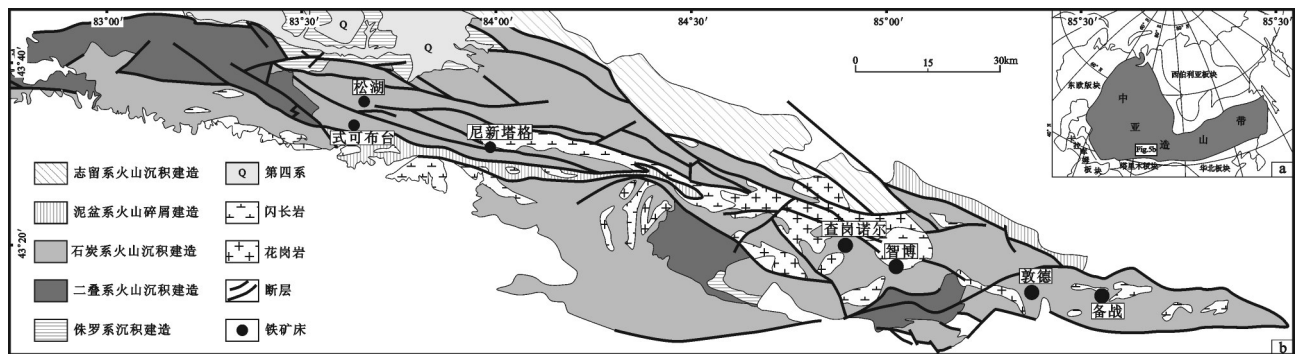 83°00′
83°30′
84°00′
84°30′
85°00′
85°30′
85°30′
43°40′
43°20′
Q
Q
0
15
30km
松湖
式可布台
尼新塔格
查岗诺尔
智博
敦德
备战
志留系火山沉积建造
泥盆系火山碎屑建造
石炭系火山沉积建造
二叠系火山沉积建造
侏罗系沉积建造
Q
第四系
闪长岩
花岗岩
断层
铁矿床
b
东欧板块
西伯利亚板块
中
亚
造
山
带
Fig.5b
塔里木板块
华北板块
a